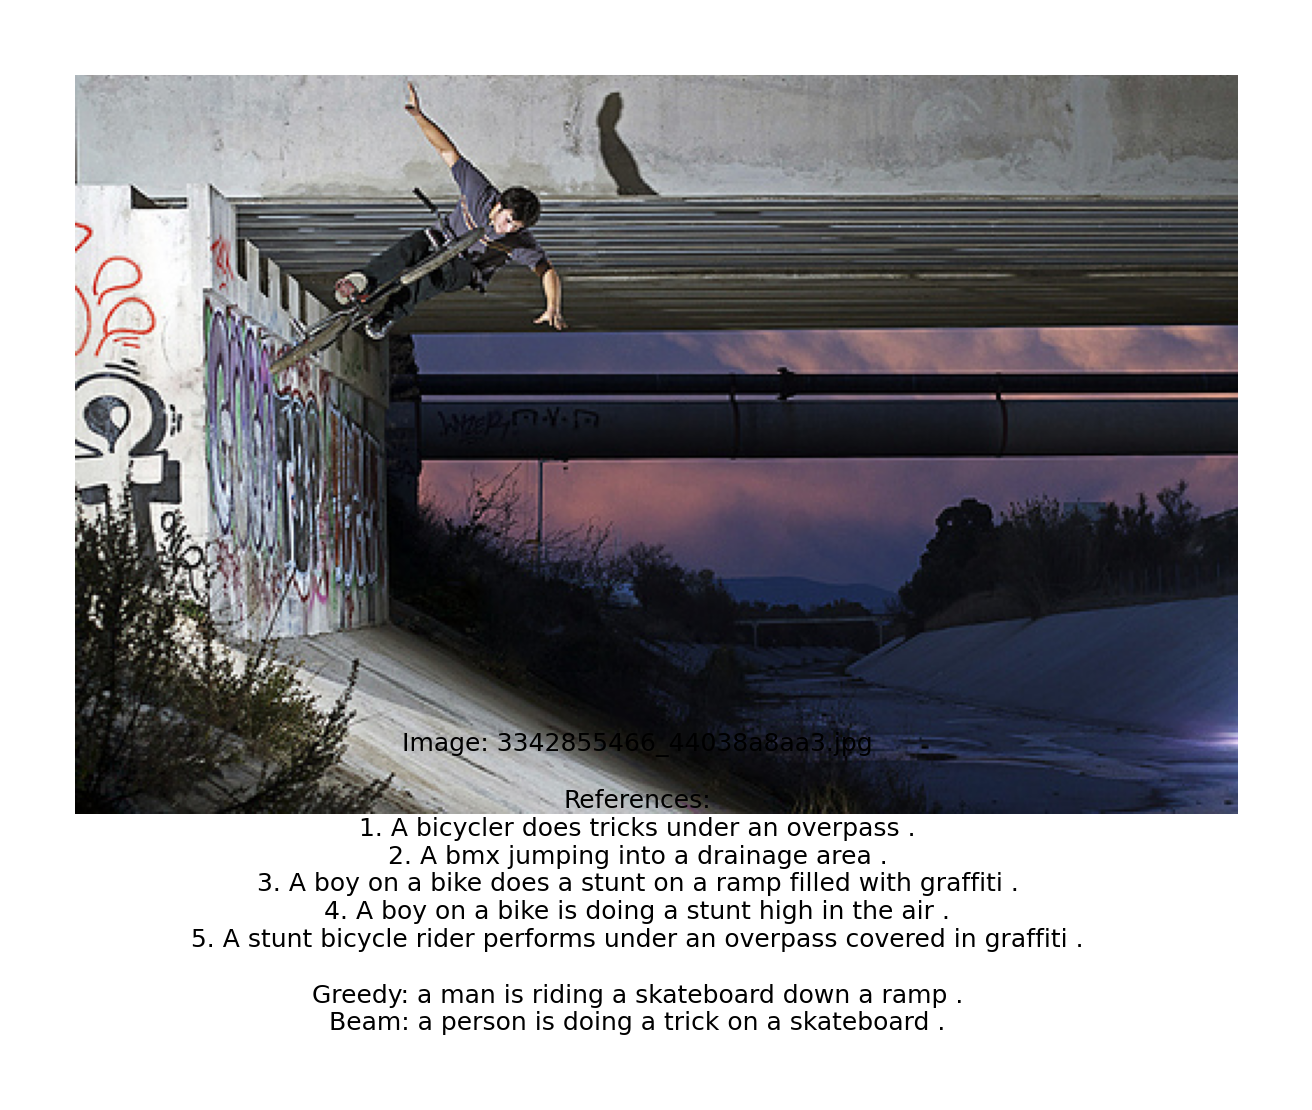 Image: 3342855466_44038a8aa3.jpg
References:
1. A bicycler does tricks under an overpass .
2. A bmx jumping into a drainage area .
3. A boy on a bike does a stunt on a ramp filled with graffiti .
4. A boy on a bike is doing a stunt high in the air .
5. A stunt bicycle rider performs under an overpass covered in graffiti .
Greedy: a man is riding a skateboard down a ramp .
Beam: a person is doing a trick on a skateboard .